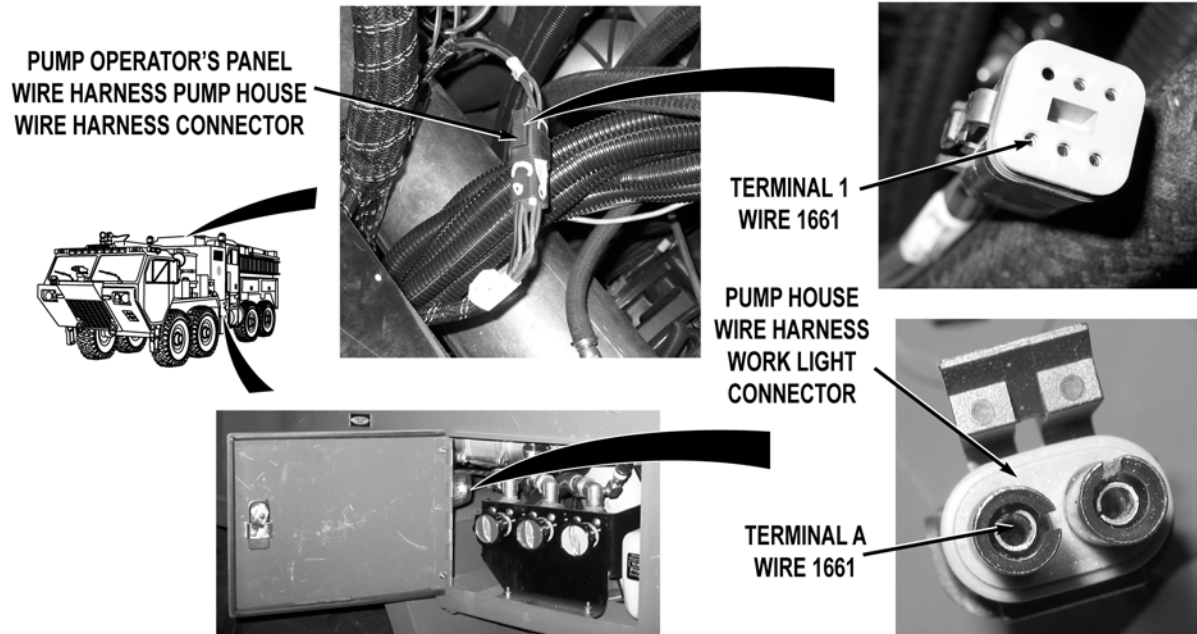 PUMP OPERATOR'S PANEL
WIRE HARNESS PUMP HOUSE
WIRE HARNESS CONNECTOR
TERMINAL 1
WIRE 1661
PUMP HOUSE
WIRE HARNESS
WORK LIGHT
CONNECTOR
TERMINAL A
WIRE 1661